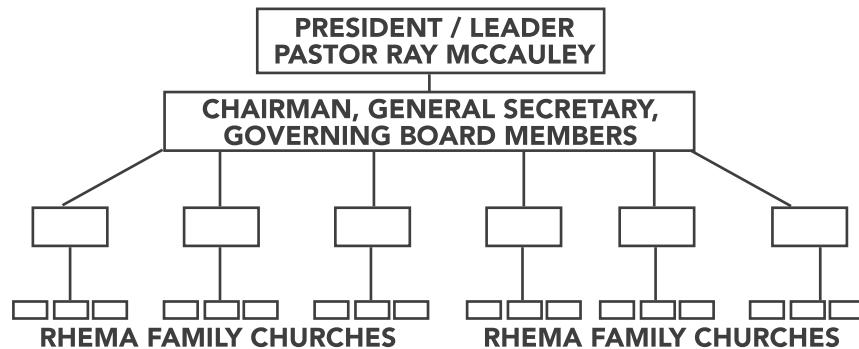 PRESIDENT / LEADER
PASTOR RAY MCCAULEY
CHAIRMAN, GENERAL SECRETARY,
GOVERNING BOARD MEMBERS
RHEMA FAMILY CHURCHES
RHEMA FAMILY CHURCHES